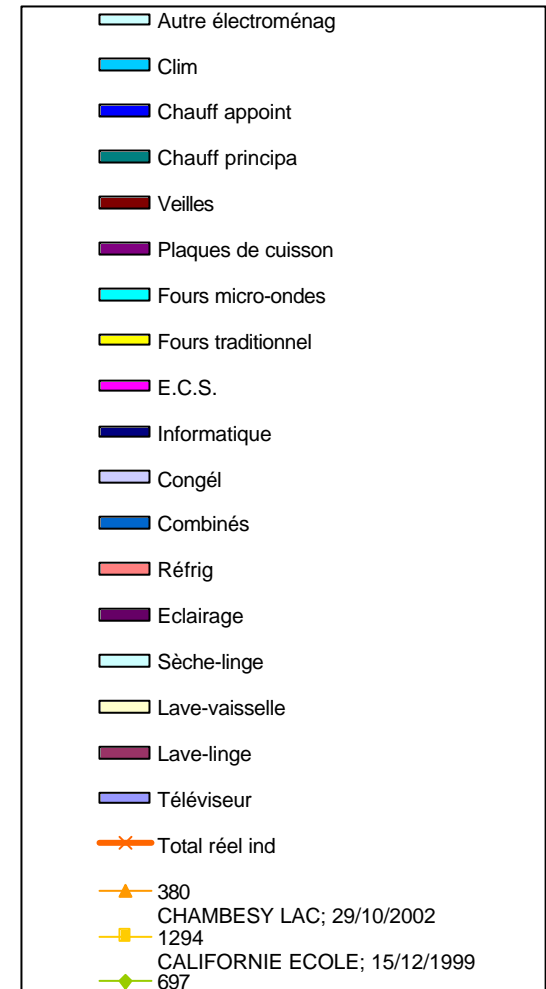 Autre électroménag
Clim
Chauff appoint
Chauff principa
Veilles
Plaques de cuisson
Fours micro-ondes
Fours traditionnel
E.C.S.
Informatique
Congél
Combinés
Réfrig
Eclairage
Sèche-linge
Lave-vaisselle
Lave-linge
Téléviseur
Total réel ind
380
CHAMBESY LAC; 29/10/2002
1294
CALIFORNIE ECOLE; 15/12/1999
697